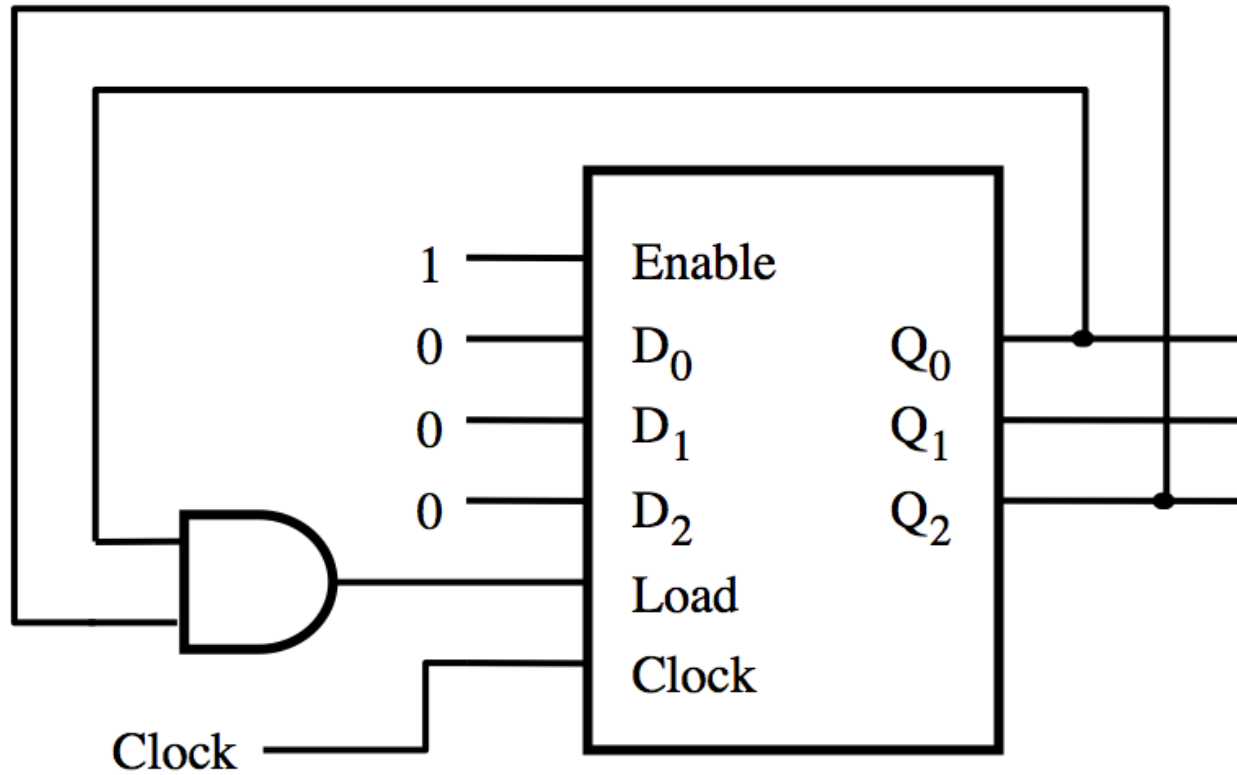 1 Enable
0 D₀ Q₀
0 D₁ Q₁
0 D₂ Q₂
Load
Clock
Clock